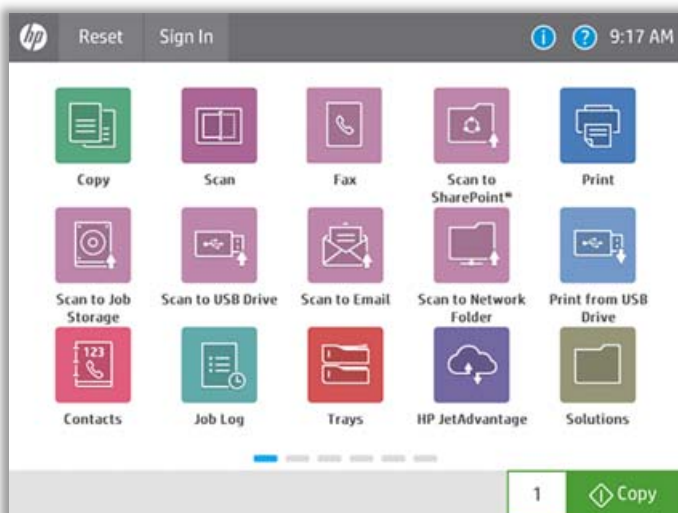 hp Reset Sign In i ? 9:17 AM
Copy Scan Fax Scan to SharePoint® Print
Scan to Job Storage Scan to USB Drive Scan to Email Scan to Network Folder Print from USB Drive
123
Contacts Job Log Trays HP JetAdvantage Solutions
1 Copy